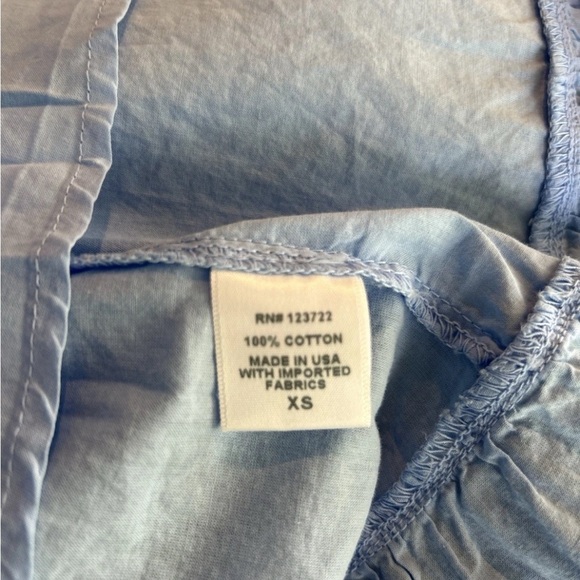 RN# 123722
100% COTTON
MADE IN USA
WITH IMPORTED
FABRICS
XS